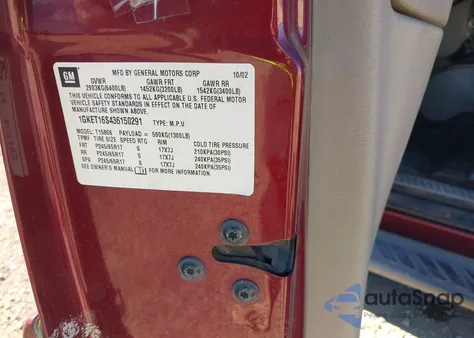 GM
MFD BY GENERAL MOTORS CORP 10/02
GVWR GAWR FRT GAWR RR
2903KG(6400LB) 1452KG(3200LB) 1542KG(3400LB)
THIS VEHICLE CONFORMS TO ALL APPLICABLE U.S. FEDERAL MOTOR
VEHICLE SAFETY STANDARDS IN EFFECT ON THE DATE OF
MANUFACTURE SHOWN ABOVE.
1GKET16S436150291 TYPE: M.P.V.
MODEL: T15806 PAYLOAD = 590KG(1300LB)
TPMF TIRE SIZE SPEED RTG RIM COLD TIRE PRESSURE
FRT P245/65R17 S 17X7J 210KPA(30PSI)
RR P245/65R17 S 17X7J 240KPA(35PSI)
SPA P245/65R17 S 17X7J 240KPA(35PSI)
SEE OWNER'S MANUAL FOR MORE INFORMATION.
autoSnap